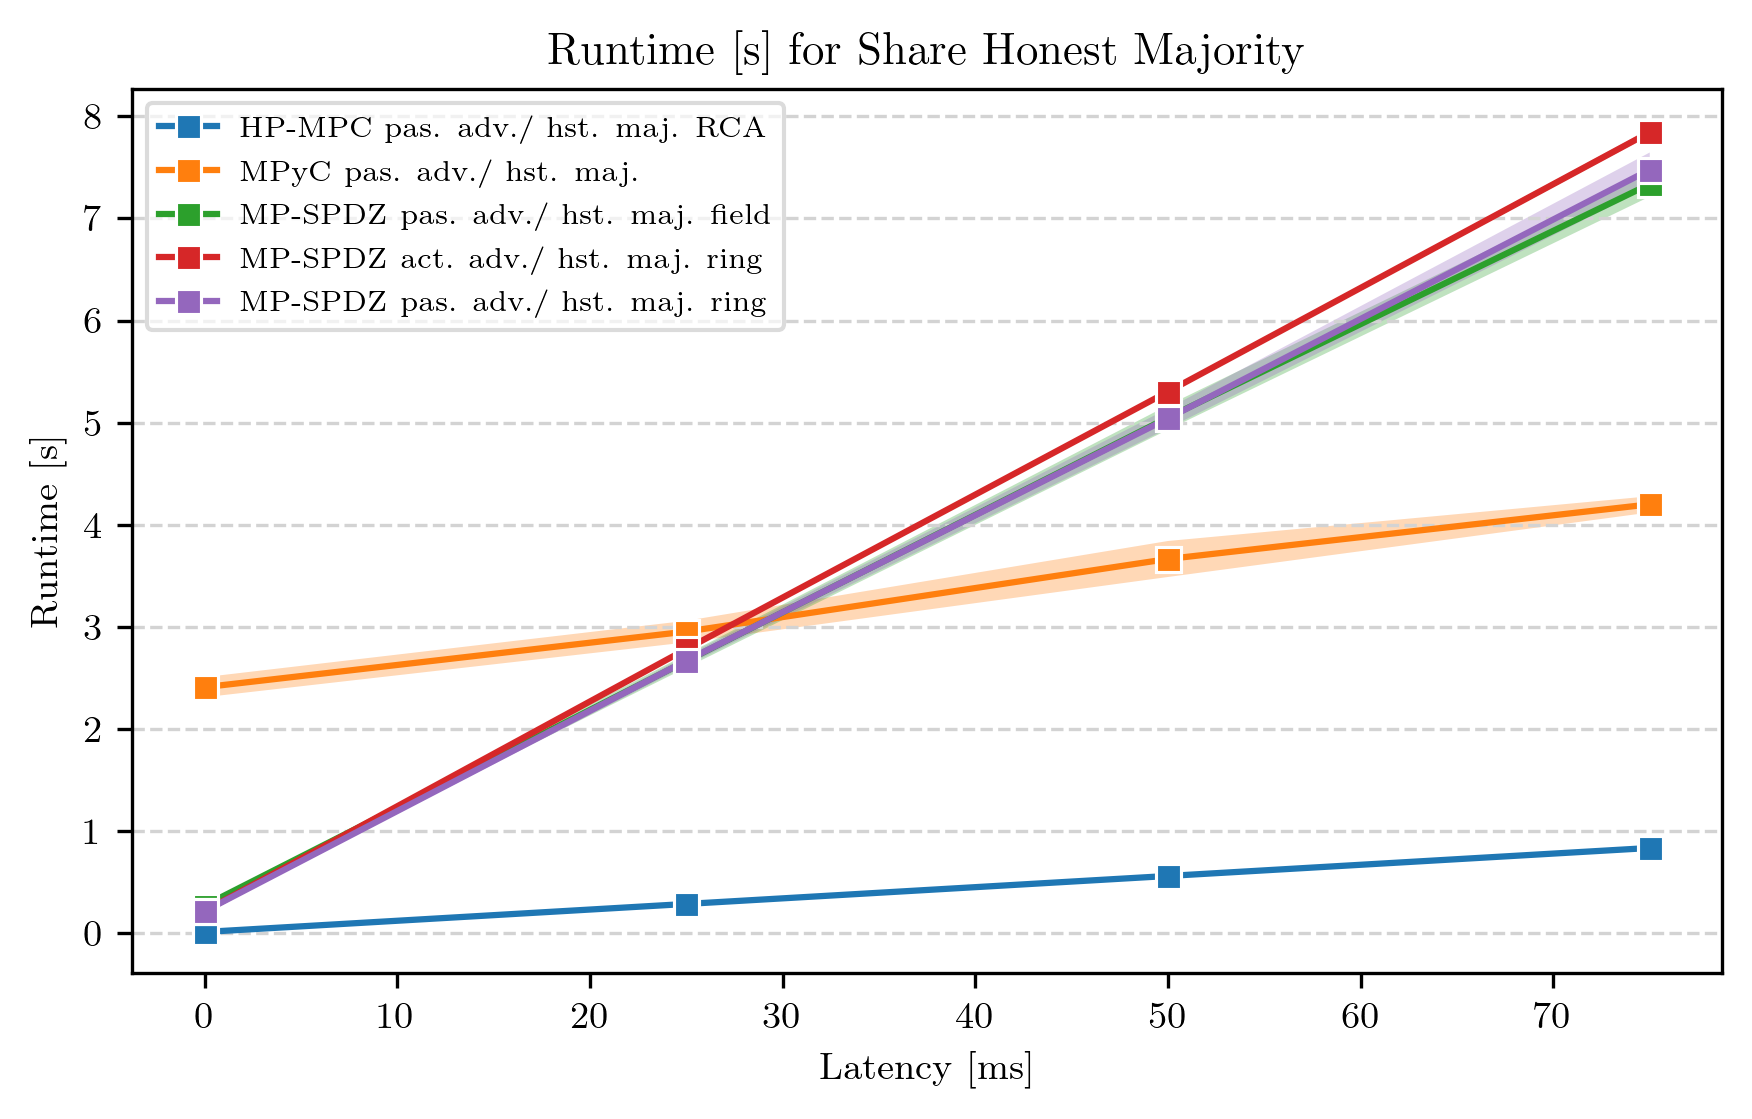 Runtime [s] for Share Honest Majority
HP-MPC pas. adv./ hst. maj. RCA
MPyC pas. adv./ hst. maj.
MP-SPDZ pas. adv./ hst. maj. field
MP-SPDZ act. adv./ hst. maj. ring
MP-SPDZ pas. adv./ hst. maj. ring
8
7
6
5
4
3
2
1
0
Runtime [s]
0 10 20 30 40 50 60 70
Latency [ms]